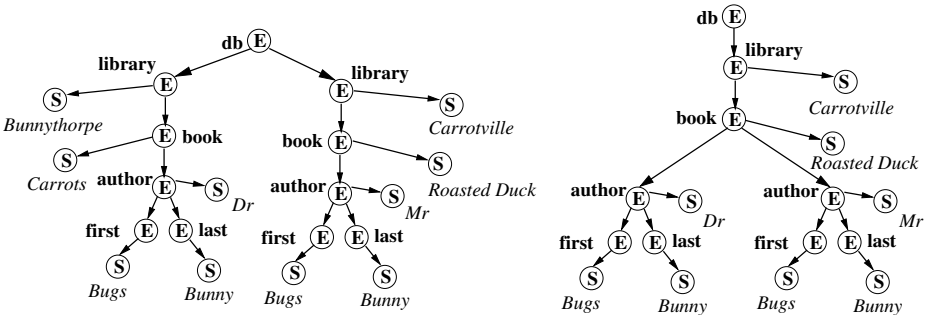 db E
library E library E
S Bunnythorpe
S Carrotville
E book
book E
S Carrots
S Roasted Duck
author E S Dr
author E S Mr
first E E last
first E E last
S S
S S
Bugs Bunny
Bugs Bunny
db E
library
E S
Carrotville
book E
S
Roasted Duck
author E S Dr
author E S Mr
first E E last
first E E last
S S
S S
Bugs Bunny
Bugs Bunny